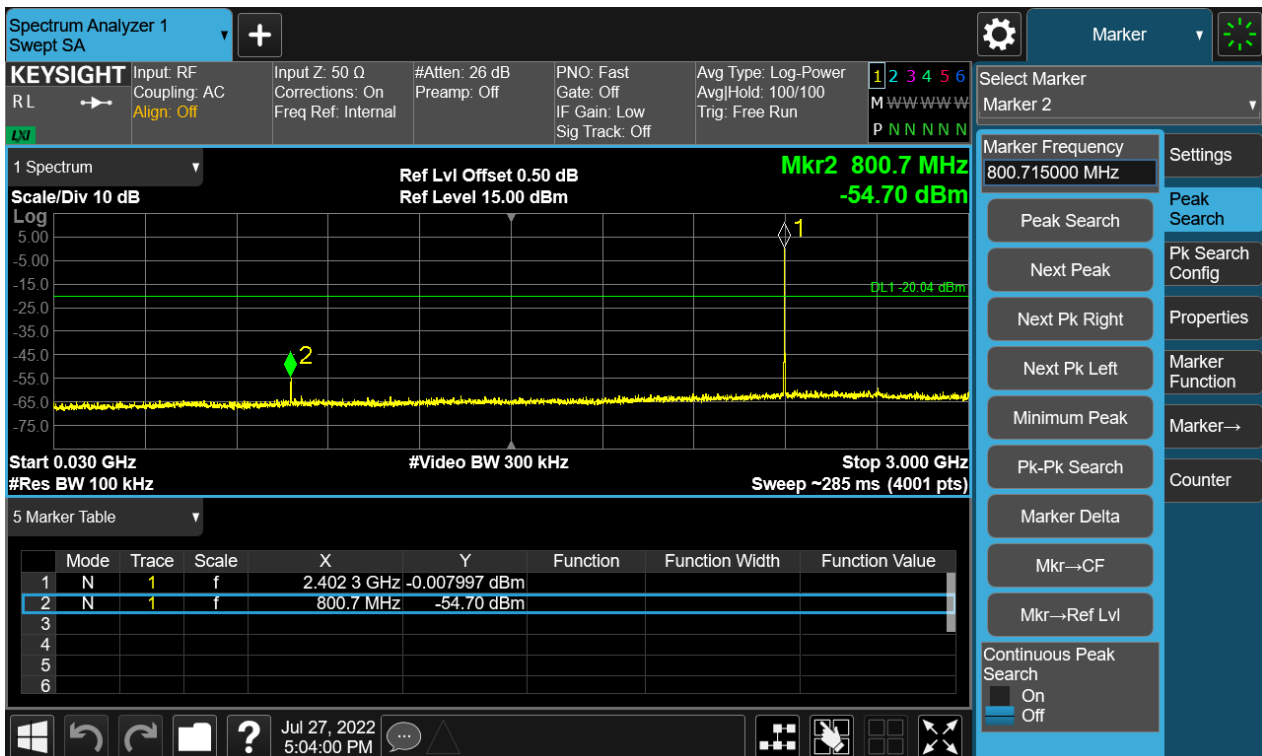 Spectrum Analyzer 1
Swept SA
+
Marker
KEYSIGHT
R L
LXI
Input: RF
Coupling: AC
Align: Off
Input Z: 50 Ω
Corrections: On
Freq Ref: Internal
#Atten: 26 dB
Preamp: Off
PNO: Fast
Gate: Off
IF Gain: Low
Sig Track: Off
Avg Type: Log-Power
Avg|Hold: 100/100
Trig: Free Run
1 2 3 4 5 6
M W W W W W
P N N N N N
Select Marker
Marker 2
1 Spectrum
Scale/Div 10 dB
Ref Lvl Offset 0.50 dB
Ref Level 15.00 dBm
Mkr2 800.7 MHz
-54.70 dBm
Log
5.00
-5.00
-15.0
-25.0
-35.0
-45.0
-55.0
-65.0
-75.0
1
2
DL1 -20.04 dBm
Start 0.030 GHz
#Res BW 100 kHz
#Video BW 300 kHz
Stop 3.000 GHz
Sweep ~285 ms (4001 pts)
5 Marker Table
Mode Trace Scale X Y Function Function Width Function Value
1 N 1 f 2.402 3 GHz -0.007997 dBm
2 N 1 f 800.7 MHz -54.70 dBm
3
4
5
6
Marker Frequency
800.715000 MHz
Peak Search
Next Peak
Next Pk Right
Next Pk Left
Minimum Peak
Pk-Pk Search
Marker Delta
Mkr→CF
Mkr→Ref Lvl
Continuous Peak
Search
On
Off
Settings
Peak
Search
Pk Search
Config
Properties
Marker
Function
Marker→
Counter
?
Jul 27, 2022
5:04:00 PM